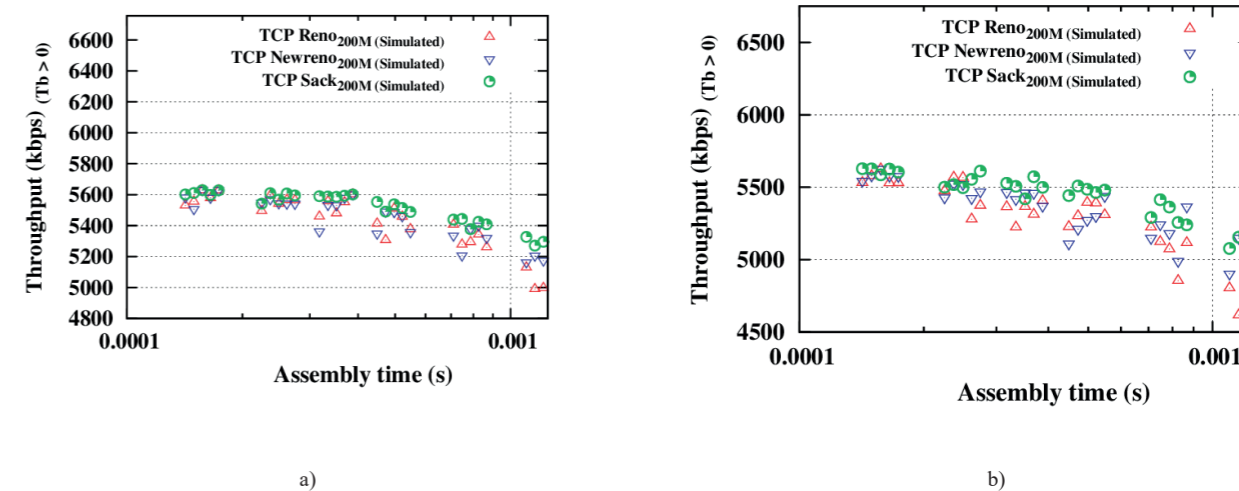 TCP Reno200M (Simulated)
TCP Newreno200M (Simulated)
TCP Sack200M (Simulated)
6600
6400
6200
6000
5800
5600
5400
5200
5000
4800
0.0001
0.001
Throughput (kbps) (Tb > 0)
Assembly time (s)
a)
TCP Reno200M (Simulated)
TCP Newreno200M (Simulated)
TCP Sack200M (Simulated)
6500
6000
5500
5000
4500
0.0001
0.001
Throughput (kbps) (Tb > 0)
Assembly time (s)
b)